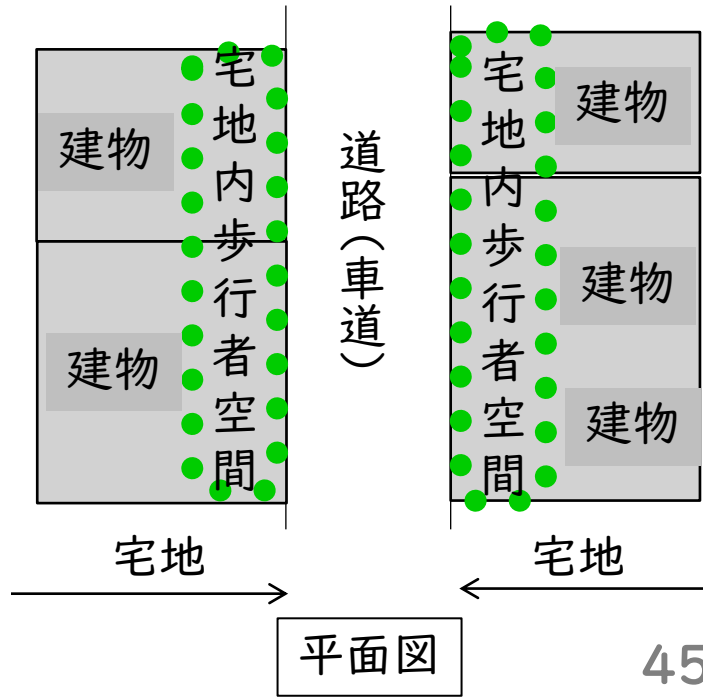 建物
建物
宅地内歩行者空間
道路（車道）
宅地内歩行者空間
建物
建物
建物
宅地
宅地
平面図
45